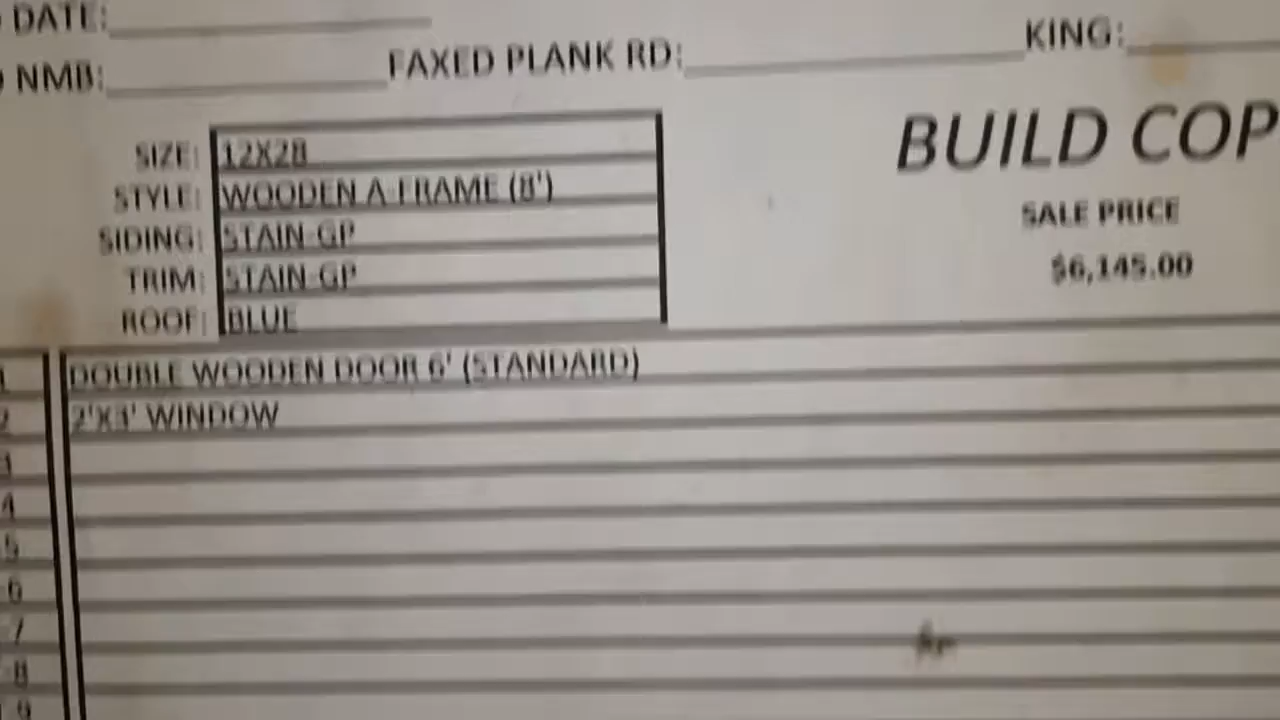 DATE:
NMB: FAXED PLANK RD: KING:
BUILD COP
SIZE: 12X28
STYLE: WOODEN A-FRAME (8')
SIDING: STAIN-GP
TRIM: STAIN-GP
ROOF: BLUE
SALE PRICE
$6,145.00
1 DOUBLE WOODEN DOOR 6' (STANDARD)
2 2'X3' WINDOW
3
4
5
6
7
8
9